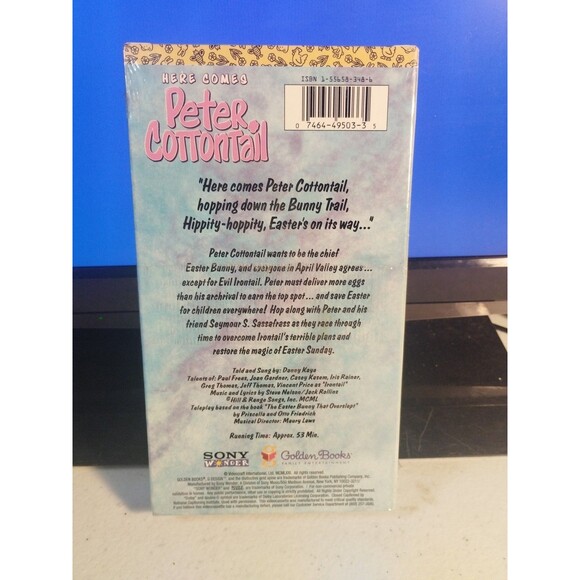 HERE COMES
Peter
Cottontail
ISBN 1-55658-348-6
0 7464-49503-3 5
"Here comes Peter Cottontail,
hopping down the Bunny Trail,
Hippity-hoppity, Easter's on its way..."
Peter Cottontail wants to be the chief
Easter Bunny, and everyone in April Valley agrees...
except for Evil Irontail. Peter must deliver more eggs
than his archrival to earn the top spot...and save Easter
for children everywhere! Hop along with Peter and his
friend Seymour S. Sassafrass as they race through
time to overcome Irontail's terrible plans and
restore the magic of Easter Sunday.
Told and Sung by: Danny Kaye
Talents of: Paul Frees, Joan Gardner, Casey Kasem, Iris Rainer,
Greg Thomas, Jeff Thomas, Vincent Price as "Irontail"
Music and Lyrics by Steve Nelson/Jack Rollins
© Hill & Range Songs, Inc. MCML
Teleplay based on the book "The Easter Bunny That Overslept"
by Priscilla and Otto Friedrich
Musical Director: Maury Laws
Running Time: Approx. 53 Min.
SONY
WONDER
Golden Books
FAMILY ENTERTAINMENT